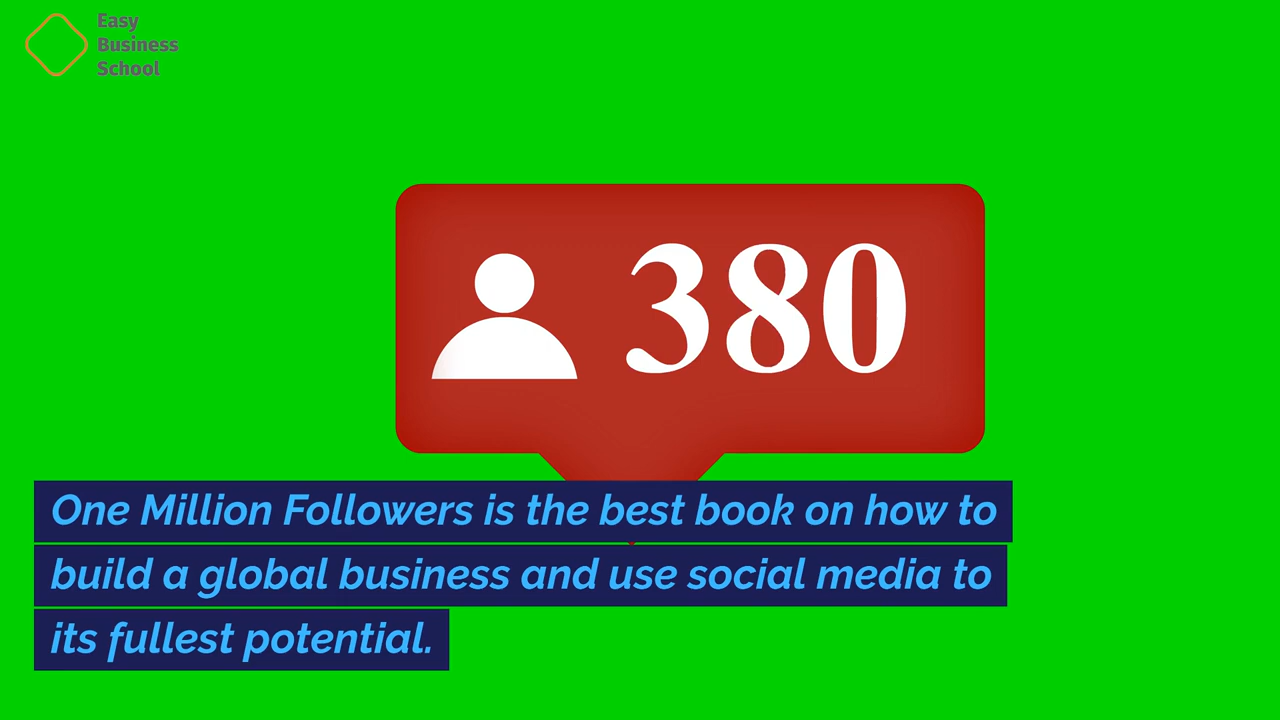 Easy
Business
School
380
One Million Followers is the best book on how to
build a global business and use social media to
its fullest potential.